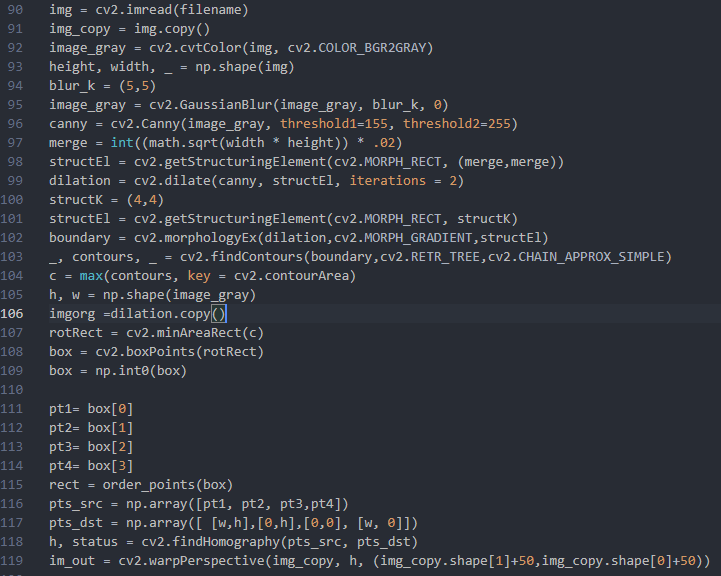 90 img = cv2.imread(filename)
91 img_copy = img.copy()
92 image_gray = cv2.cvtColor(img, cv2.COLOR_BGR2GRAY)
93 height, width, _ = np.shape(img)
94 blur_k = (5,5)
95 image_gray = cv2.GaussianBlur(image_gray, blur_k, 0)
96 canny = cv2.Canny(image_gray, threshold1=155, threshold2=255)
97 merge = int((math.sqrt(width * height)) * .02)
98 structEl = cv2.getStructuringElement(cv2.MORPH_RECT, (merge,merge))
99 dilation = cv2.dilate(canny, structEl, iterations = 2)
100 structK = (4,4)
101 structEl = cv2.getStructuringElement(cv2.MORPH_RECT, structK)
102 boundary = cv2.morphologyEx(dilation,cv2.MORPH_GRADIENT,structEl)
103 _, contours, _ = cv2.findContours(boundary,cv2.RETR_TREE,cv2.CHAIN_APPROX_SIMPLE)
104 c = max(contours, key = cv2.contourArea)
105 h, w = np.shape(image_gray)
106 imgorg =dilation.copy()
107 rotRect = cv2.minAreaRect(c)
108 box = cv2.boxPoints(rotRect)
109 box = np.int0(box)
110
111 pt1= box[0]
112 pt2= box[1]
113 pt3= box[2]
114 pt4= box[3]
115 rect = order_points(box)
116 pts_src = np.array([pt1, pt2, pt3,pt4])
117 pts_dst = np.array([ [w,h],[0,h],[0,0], [w, 0]])
118 h, status = cv2.findHomography(pts_src, pts_dst)
119 im_out = cv2.warpPerspective(img_copy, h, (img_copy.shape[1]+50,img_copy.shape[0]+50))